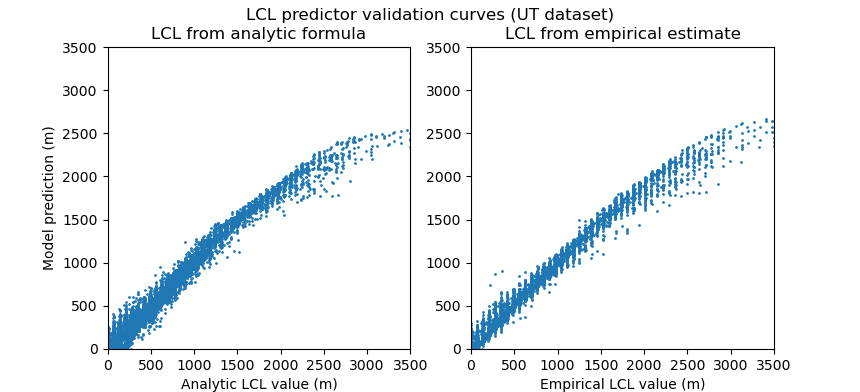 LCL predictor validation curves (UT dataset)
LCL from analytic formula
3500
3000
2500
2000
1500
1000
500
0
Model prediction (m)
0 500 1000 1500 2000 2500 3000 3500
Analytic LCL value (m)
LCL from empirical estimate
3500
3000
2500
2000
1500
1000
500
0
0 500 1000 1500 2000 2500 3000 3500
Empirical LCL value (m)